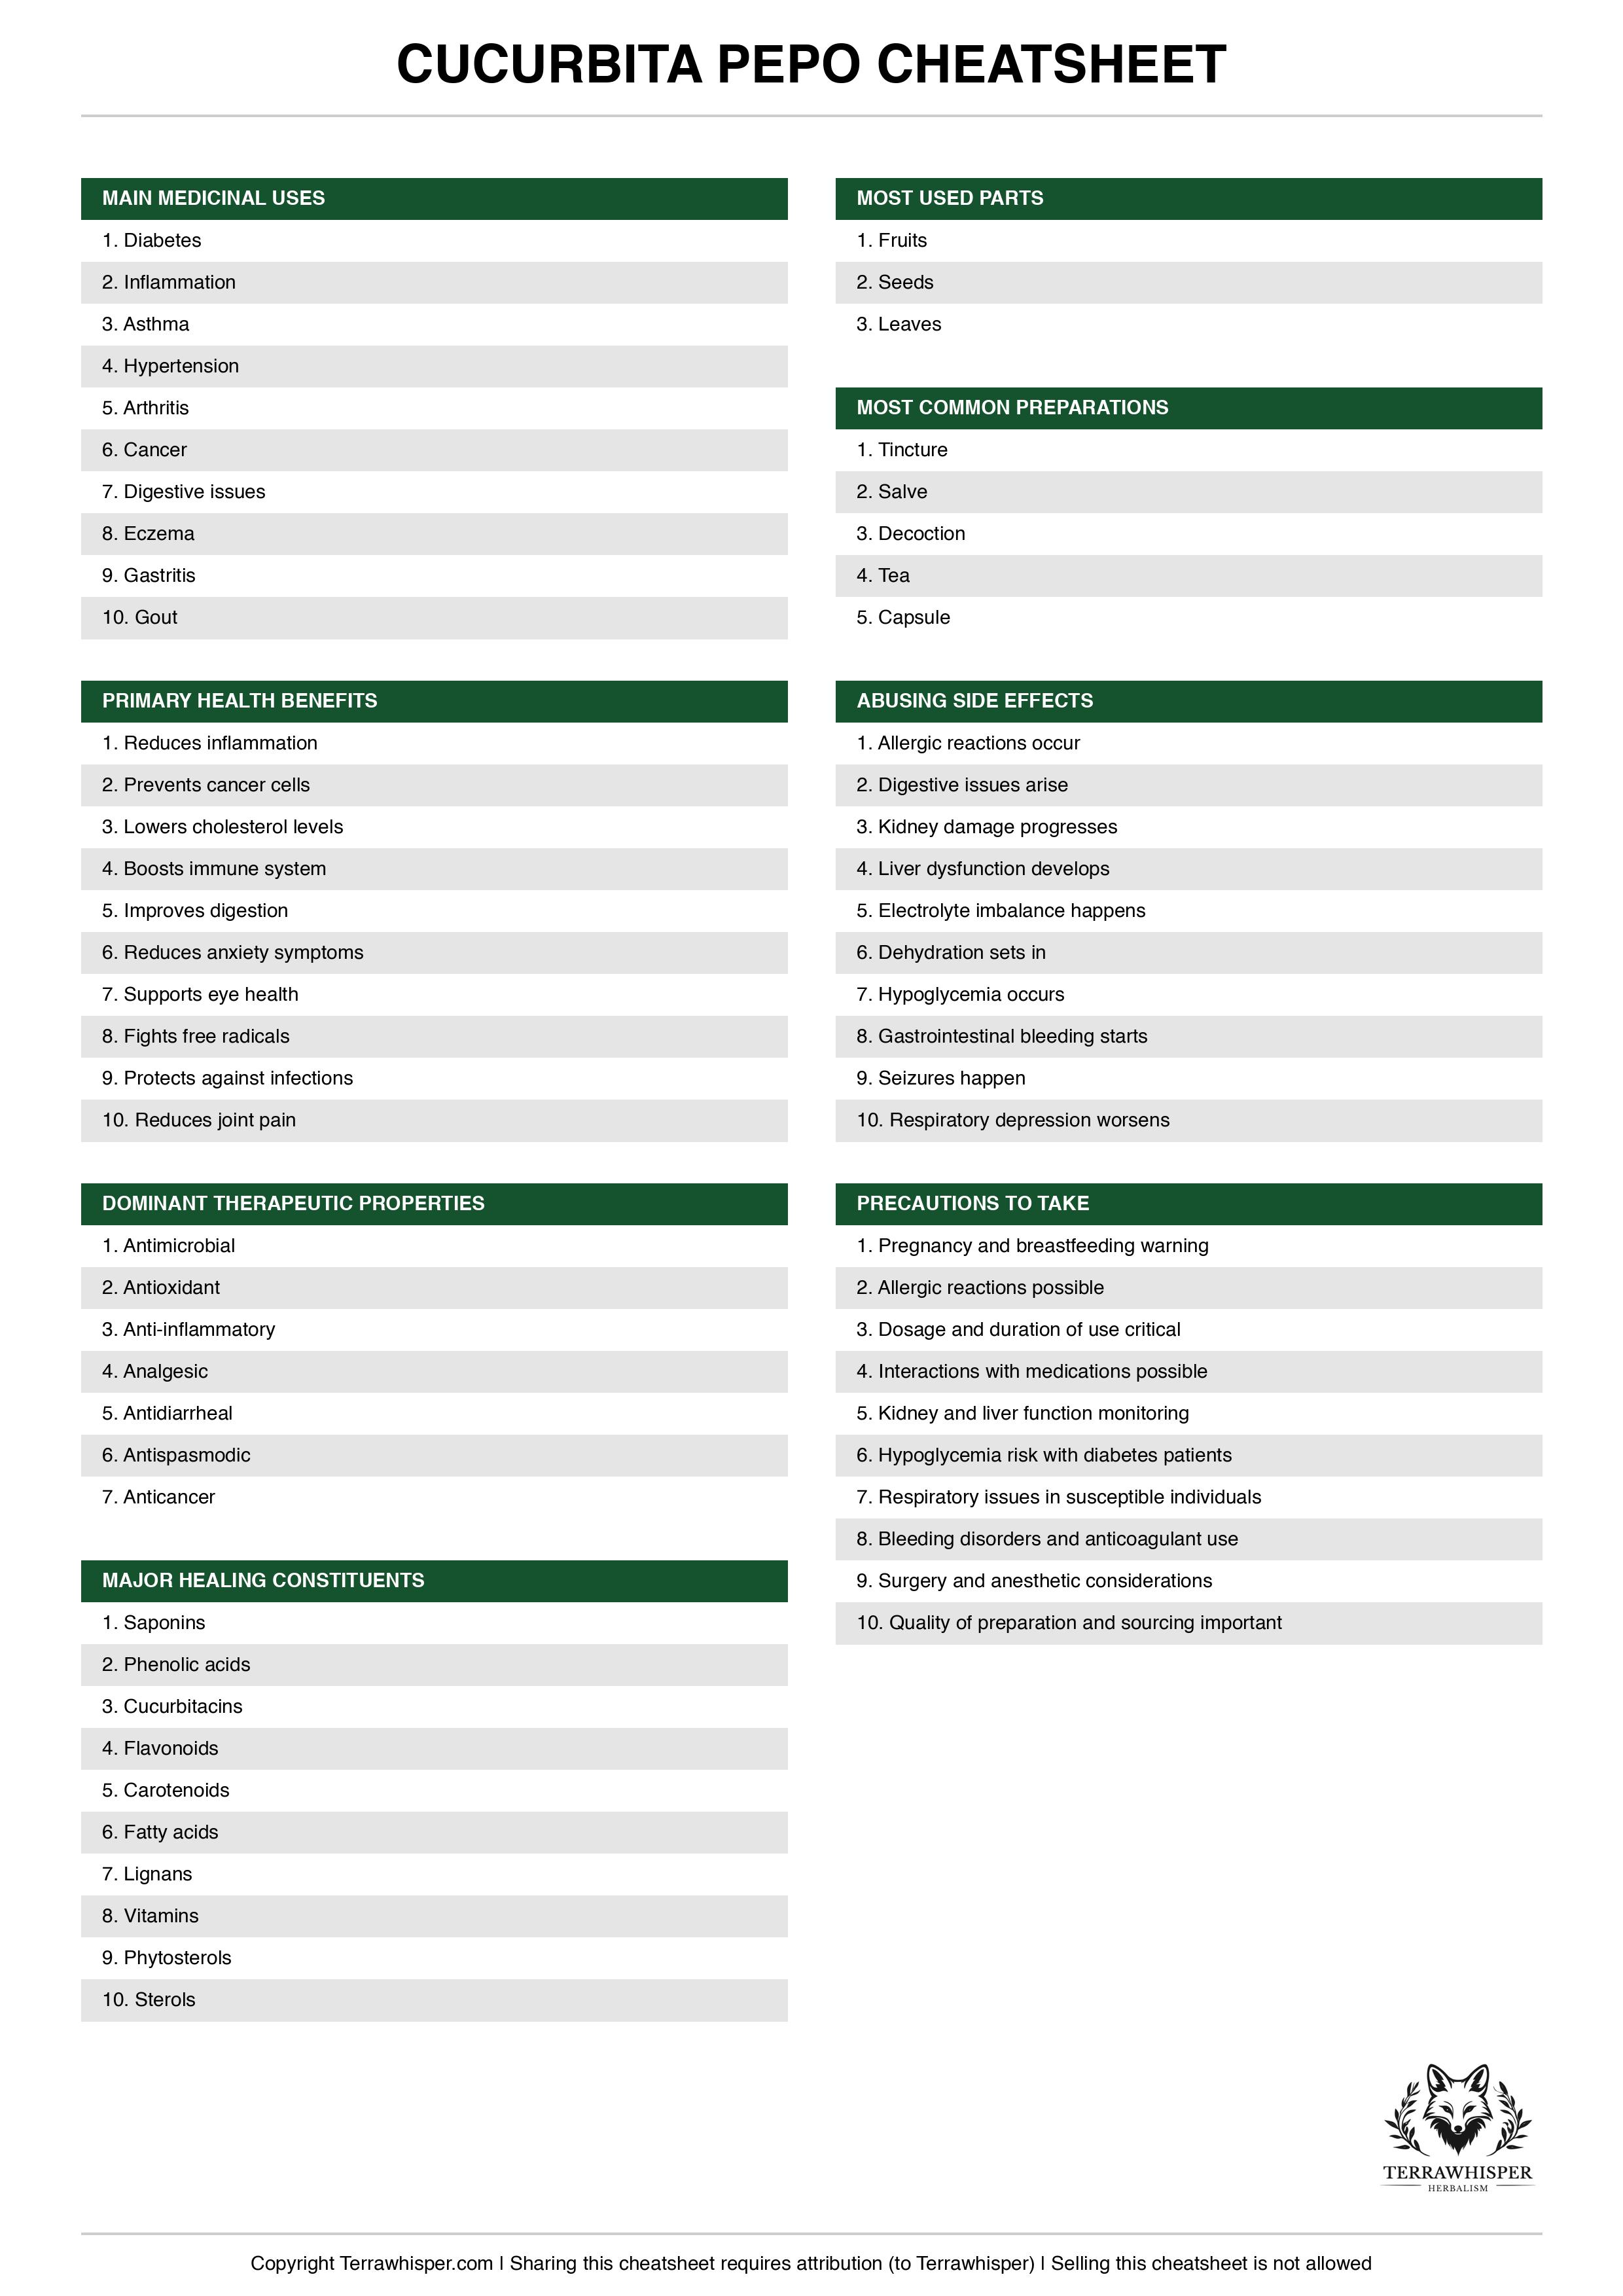 CUCURBITA PEPO CHEATSHEET
MAIN MEDICINAL USES
1. Diabetes
2. Inflammation
3. Asthma
4. Hypertension
5. Arthritis
6. Cancer
7. Digestive issues
8. Eczema
9. Gastritis
10. Gout
PRIMARY HEALTH BENEFITS
1. Reduces inflammation
2. Prevents cancer cells
3. Lowers cholesterol levels
4. Boosts immune system
5. Improves digestion
6. Reduces anxiety symptoms
7. Supports eye health
8. Fights free radicals
9. Protects against infections
10. Reduces joint pain
DOMINANT THERAPEUTIC PROPERTIES
1. Antimicrobial
2. Antioxidant
3. Anti-inflammatory
4. Analgesic
5. Antidiarrheal
6. Antispasmodic
7. Anticancer
MAJOR HEALING CONSTITUENTS
1. Saponins
2. Phenolic acids
3. Cucurbitacins
4. Flavonoids
5. Carotenoids
6. Fatty acids
7. Lignans
8. Vitamins
9. Phytosterols
10. Sterols
MOST USED PARTS
1. Fruits
2. Seeds
3. Leaves
MOST COMMON PREPARATIONS
1. Tincture
2. Salve
3. Decoction
4. Tea
5. Capsule
ABUSING SIDE EFFECTS
1. Allergic reactions occur
2. Digestive issues arise
3. Kidney damage progresses
4. Liver dysfunction develops
5. Electrolyte imbalance happens
6. Dehydration sets in
7. Hypoglycemia occurs
8. Gastrointestinal bleeding starts
9. Seizures happen
10. Respiratory depression worsens
PRECAUTIONS TO TAKE
1. Pregnancy and breastfeeding warning
2. Allergic reactions possible
3. Dosage and duration of use critical
4. Interactions with medications possible
5. Kidney and liver function monitoring
6. Hypoglycemia risk with diabetes patients
7. Respiratory issues in susceptible individuals
8. Bleeding disorders and anticoagulant use
9. Surgery and anesthetic considerations
10. Quality of preparation and sourcing important
TERRAWHISPER
HERBALISM
Copyright Terrawhisper.com | Sharing this cheatsheet requires attribution (to Terrawhisper) | Selling this cheatsheet is not allowed